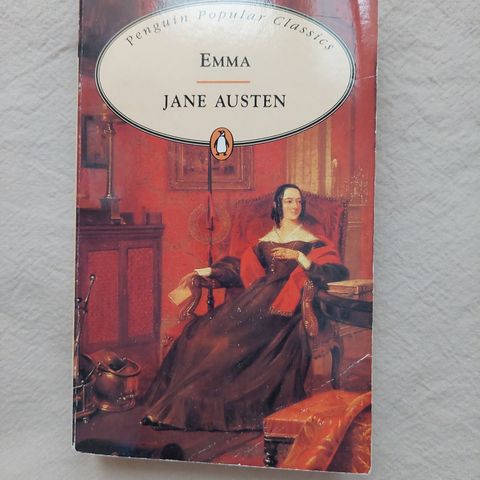 Penguin Popular Classics
EMMA
JANE AUSTEN